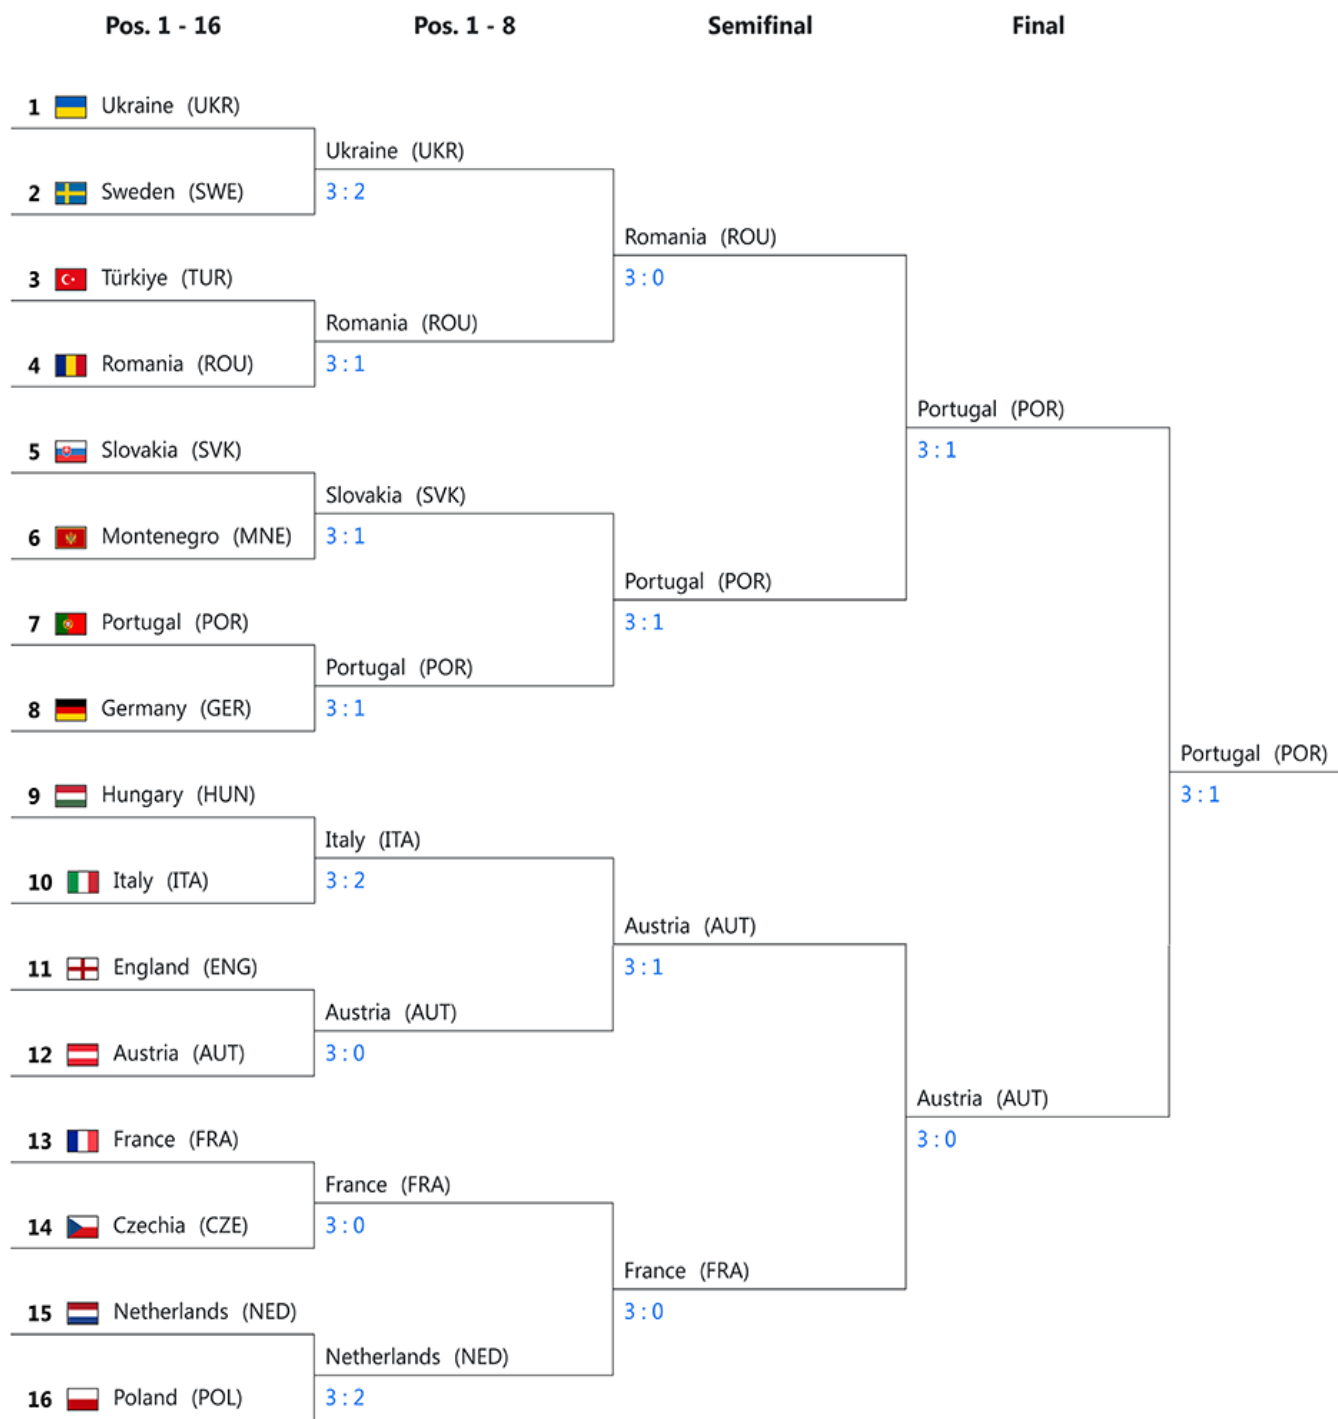 Pos. 1 - 16 Pos. 1 - 8 Semifinal Final
1 Ukraine (UKR)
Ukraine (UKR)
2 Sweden (SWE) 3 : 2
Romania (ROU)
3 Türkiye (TUR) 3 : 0
Romania (ROU)
4 Romania (ROU) 3 : 1
Portugal (POR)
5 Slovakia (SVK) 3 : 1
Slovakia (SVK)
6 Montenegro (MNE) 3 : 1
Portugal (POR)
7 Portugal (POR) 3 : 1
Portugal (POR)
8 Germany (GER) 3 : 1
Portugal (POR)
9 Hungary (HUN) 3 : 1
Italy (ITA)
10 Italy (ITA) 3 : 2
Austria (AUT)
11 England (ENG) 3 : 1
Austria (AUT)
12 Austria (AUT) 3 : 0
Austria (AUT)
13 France (FRA) 3 : 0
France (FRA)
14 Czechia (CZE) 3 : 0
France (FRA)
15 Netherlands (NED) 3 : 0
Netherlands (NED)
16 Poland (POL) 3 : 2